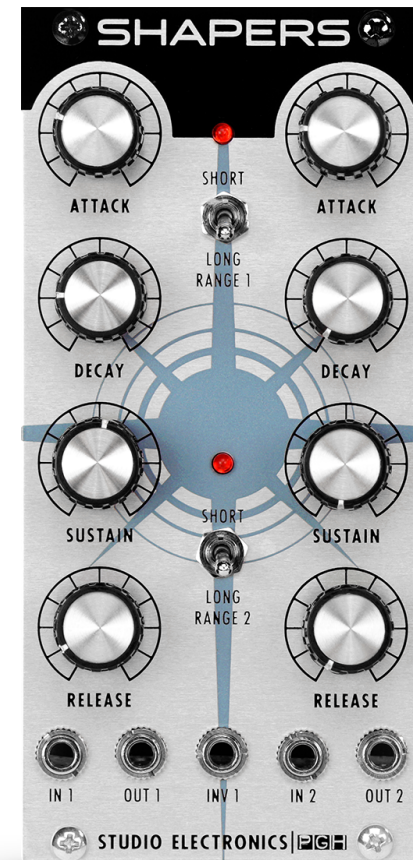 SHAPERS
ATTACK
SHORT
ATTACK
LONG
RANGE 1
DECAY
DECAY
SUSTAIN
SHORT
SUSTAIN
LONG
RANGE 2
RELEASE
RELEASE
IN 1 OUT 1 INV 1 IN 2 OUT 2
STUDIO ELECTRONICS|PGH